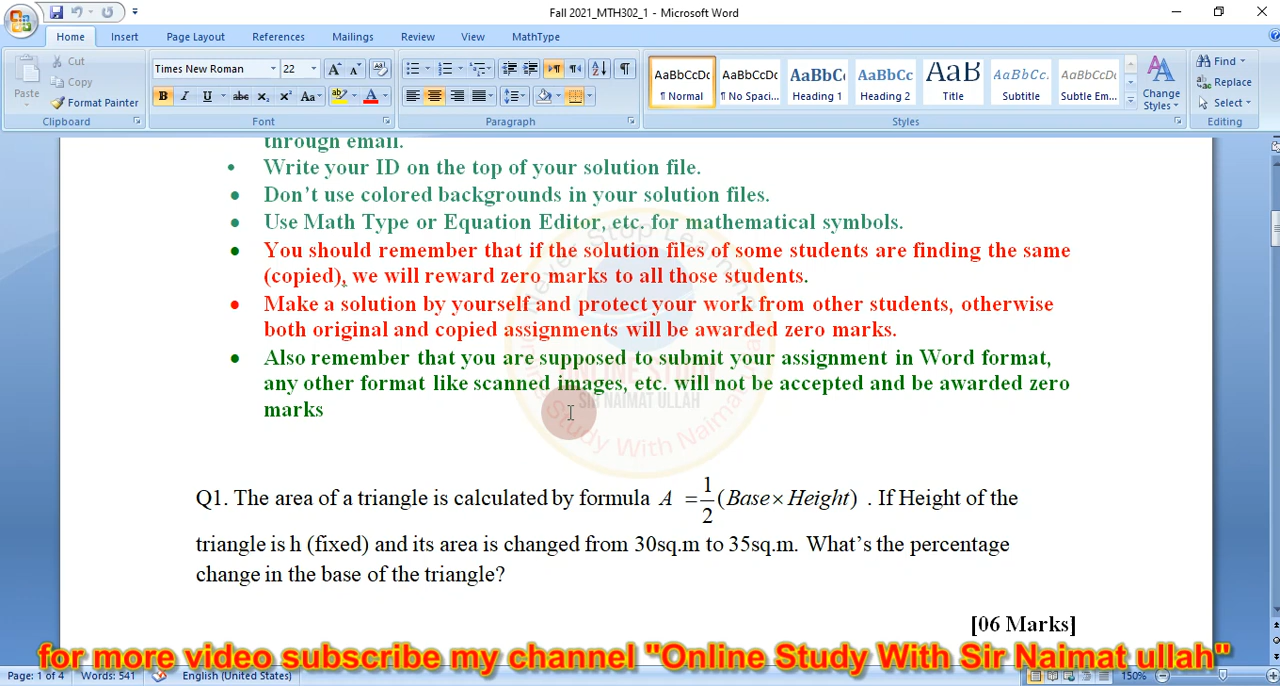 Fall 2021_MTH302_1 - Microsoft Word
Home Insert Page Layout References Mailings Review View MathType
Paste Cut Copy Format Painter Clipboard
Times New Roman 22 Font
Paragraph
AaBbCcDc ¶ Normal AaBbCcDc ¶ No Spaci... AaBbC( Heading 1 AaBbCc Heading 2 AaB Title AaBbCc. Subtitle AaBbCcDc Subtle Em... Change Styles Styles
Find Replace Select Editing
through email.
• Write your ID on the top of your solution file.
• Don’t use colored backgrounds in your solution files.
• Use Math Type or Equation Editor, etc. for mathematical symbols.
• You should remember that if the solution files of some students are finding the same
(copied), we will reward zero marks to all those students.
• Make a solution by yourself and protect your work from other students, otherwise
both original and copied assignments will be awarded zero marks.
• Also remember that you are supposed to submit your assignment in Word format,
any other format like scanned images, etc. will not be accepted and be awarded zero
marks
Never Stop Learning
ONLINE STUDY
SIR NAIMAT ULLAH
Q1. The area of a triangle is calculated by formula A = 1/2 (Base × Height) . If Height of the
triangle is h (fixed) and its area is changed from 30sq.m to 35sq.m. What’s the percentage
change in the base of the triangle?
[06 Marks]
for more video subscribe my channel "Online Study With Sir Naimat ullah"
Page: 1 of 4 Words: 541 English (United States) 150%